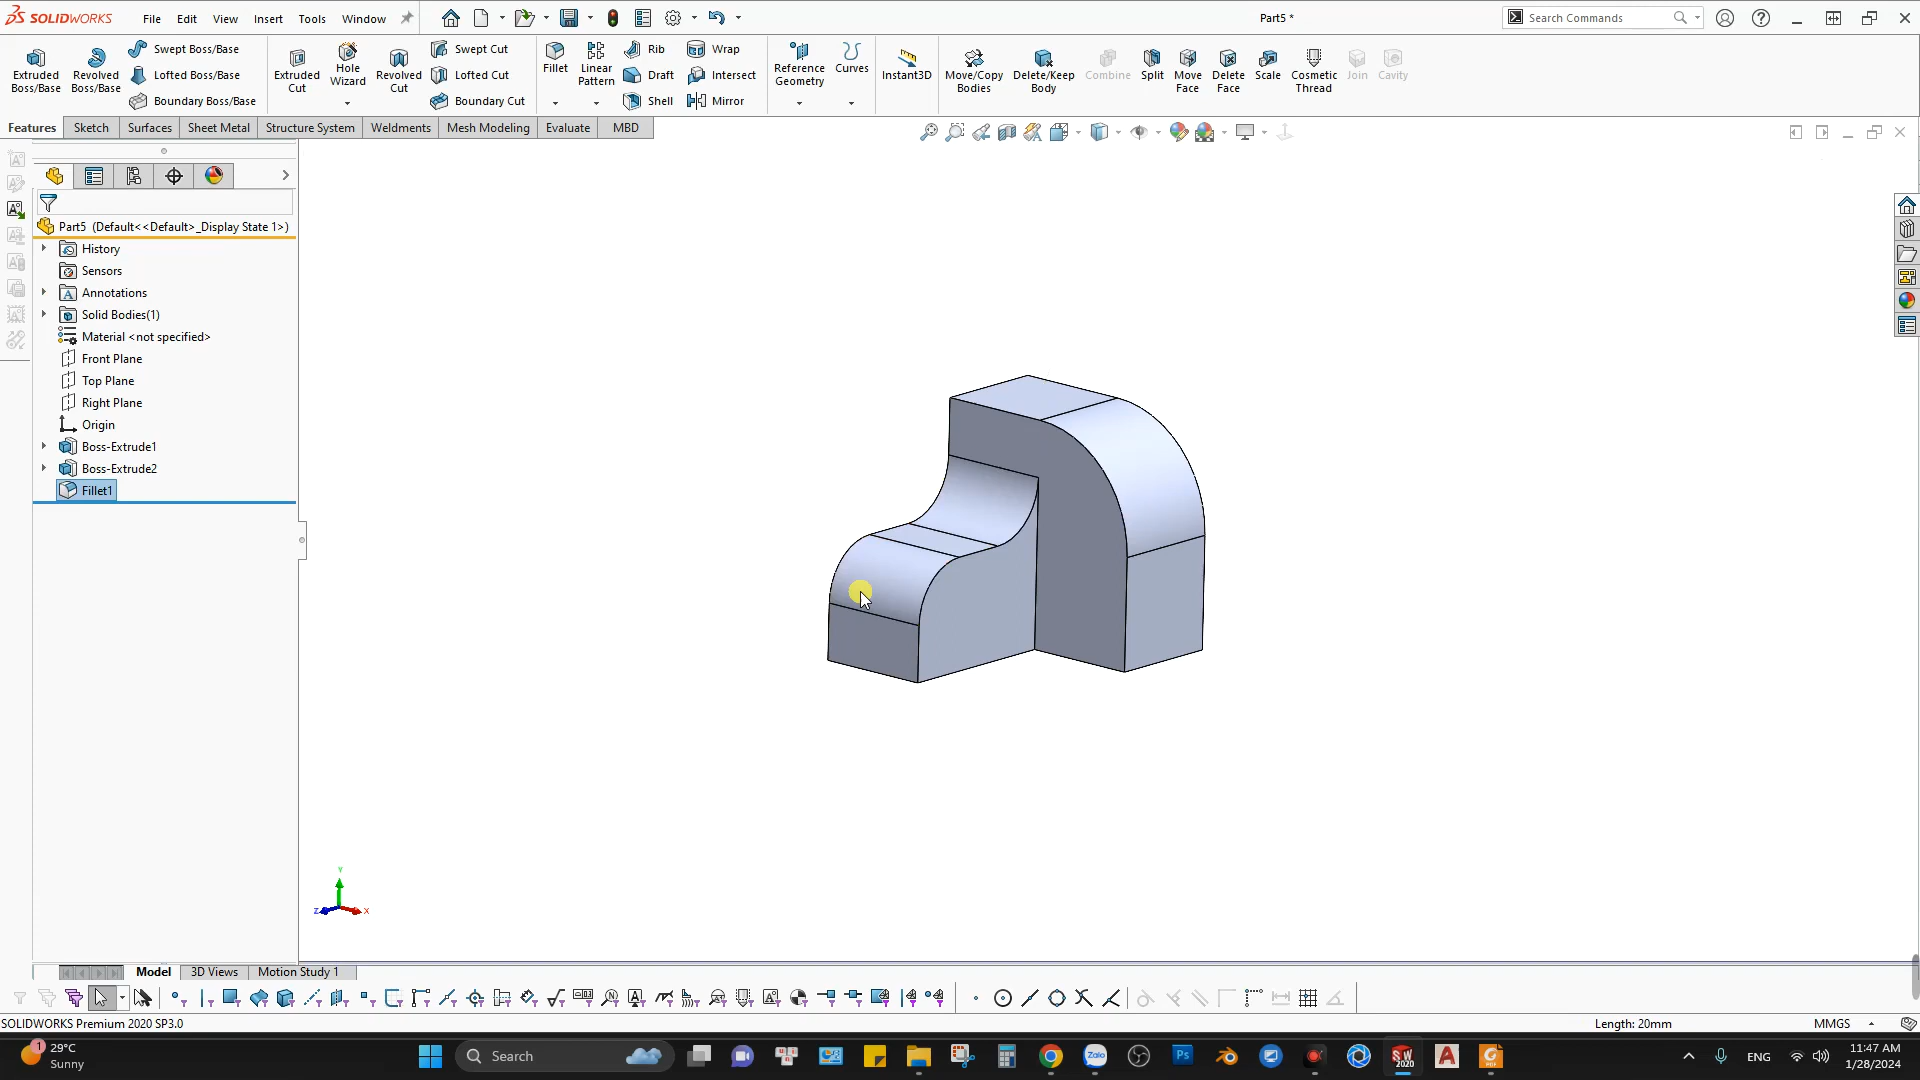 SOLIDWORKS File Edit View Insert Tools Window Part5 * Search Commands
Extruded Boss/Base
Revolved Boss/Base
Swept Boss/Base
Lofted Boss/Base
Boundary Boss/Base
Extruded Cut
Hole Wizard
Revolved Cut
Swept Cut
Lofted Cut
Boundary Cut
Fillet
Linear Pattern
Rib
Draft
Shell
Wrap
Intersect
Mirror
Reference Geometry
Curves
Instant3D
Move/Copy Bodies
Delete/Keep Body
Combine
Split
Move Face
Delete Face
Scale
Cosmetic Thread
Join
Cavity
Features Sketch Surfaces Sheet Metal Structure System Weldments Mesh Modeling Evaluate MBD
Part5 (Default<<Default>_Display State 1>)
History
Sensors
Annotations
Solid Bodies(1)
Material <not specified>
Front Plane
Top Plane
Right Plane
Origin
Boss-Extrude1
Boss-Extrude2
Fillet1
Y
Z X
Model 3D Views Motion Study 1
SOLIDWORKS Premium 2020 SP3.0 Length: 20mm MMGS
1 29°C
Sunny
Search
Zalo
Ps
SW 2020
A
ENG
11:47 AM
1/28/2024